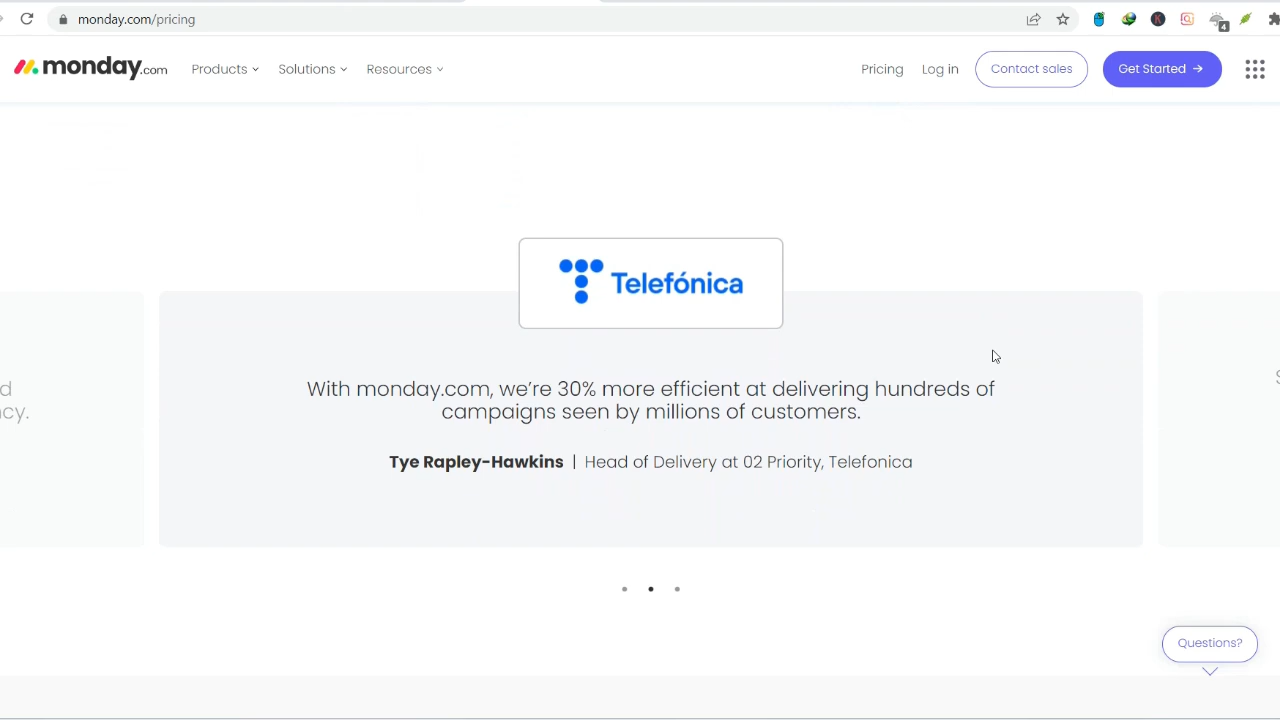 monday.com/pricing
4
K
monday.com
Products
Solutions
Resources
Pricing
Log in
Contact sales
Get Started →
Telefónica
With monday.com, we're 30% more efficient at delivering hundreds of
campaigns seen by millions of customers.
Tye Rapley-Hawkins | Head of Delivery at 02 Priority, Telefonica
Questions?